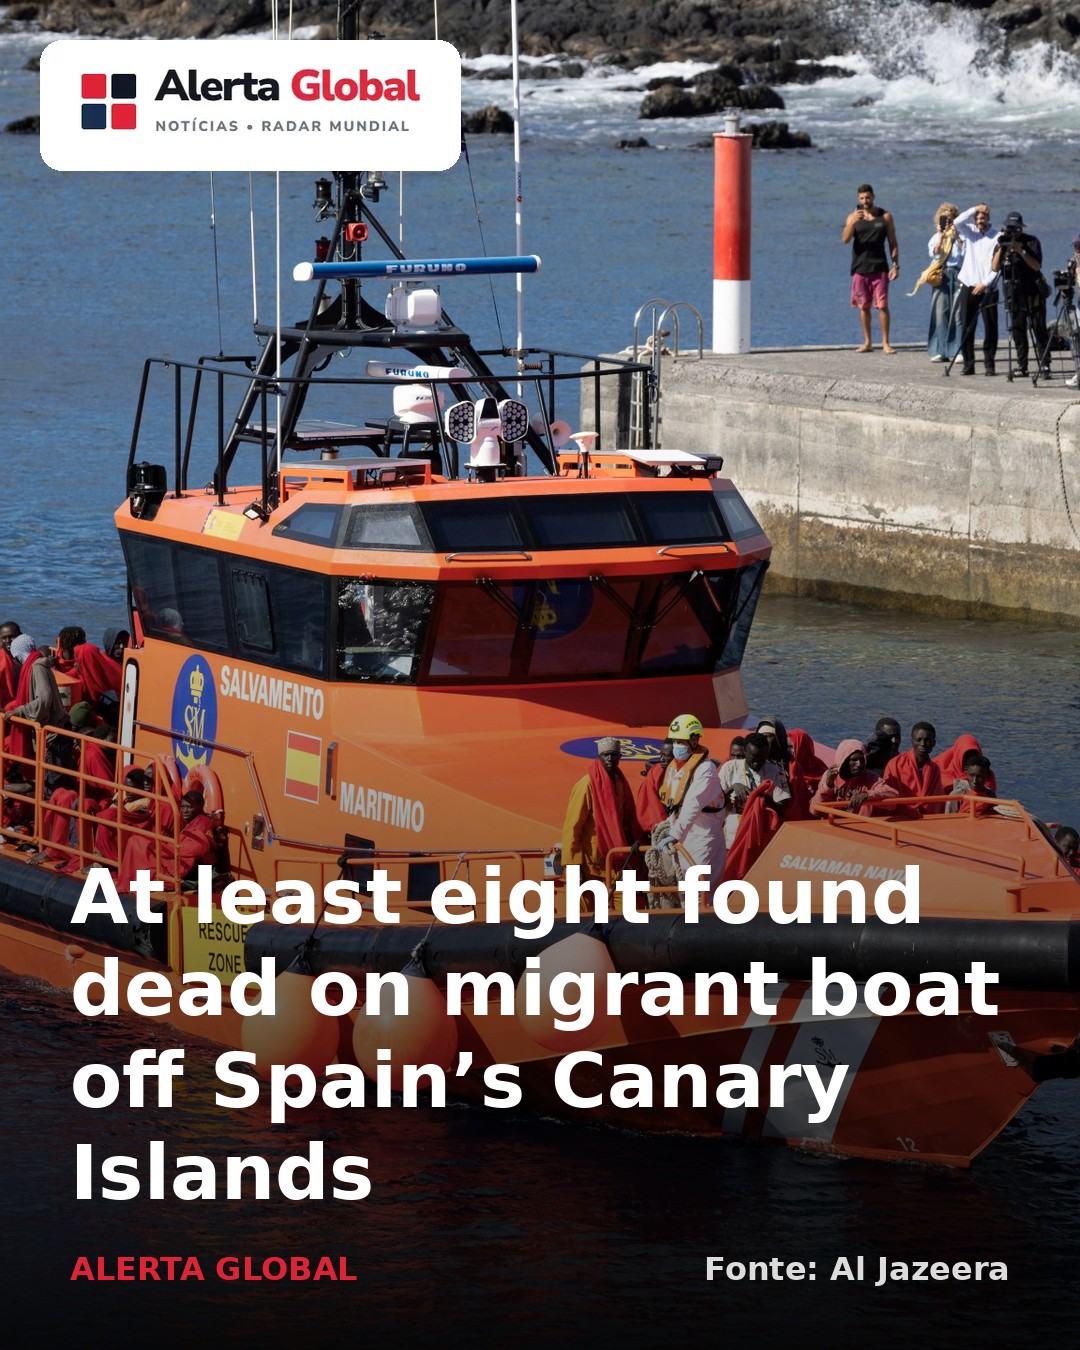 Alerta Global
NOTÍCIAS • RADAR MUNDIAL
FURUNO
FURUNO
SALVAMENTO
MARITIMO
SALVAMAR
RESCUE
ZONE
At least eight found
dead on migrant boat
off Spain’s Canary
Islands
12
ALERTA GLOBAL
Fonte: Al Jazeera